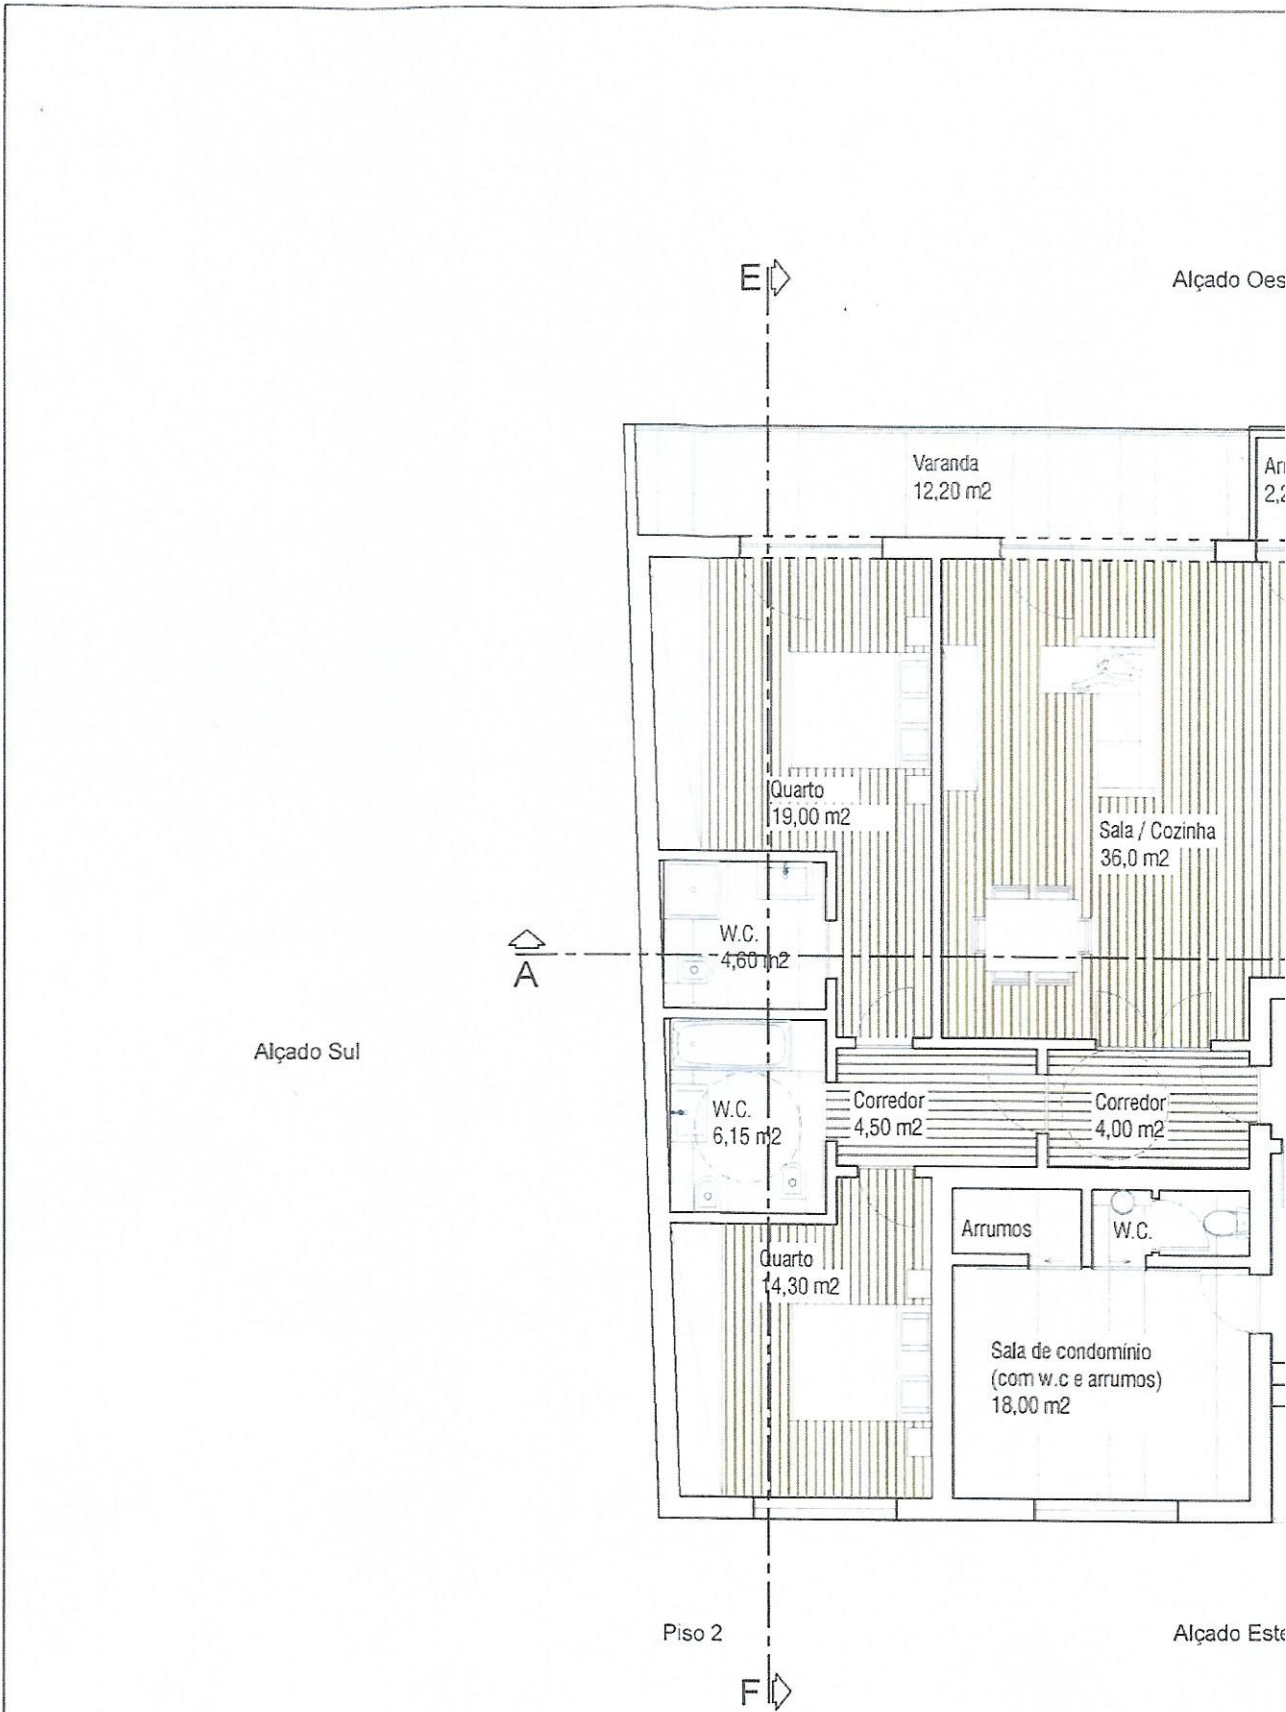 E
Alçado Oes
Varanda
12,20 m2
Arr
2,2
Quarto
19,00 m2
Sala / Cozinha
36,0 m2
W.C.
4,60 m2
A
Alçado Sul
W.C.
6,15 m2
Corredor
4,50 m2
Corredor
4,00 m2
Arrumos
W.C.
Quarto
14,30 m2
Sala de condomínio
(com w.c e arrumos)
18,00 m2
Piso 2
Alçado Este
F